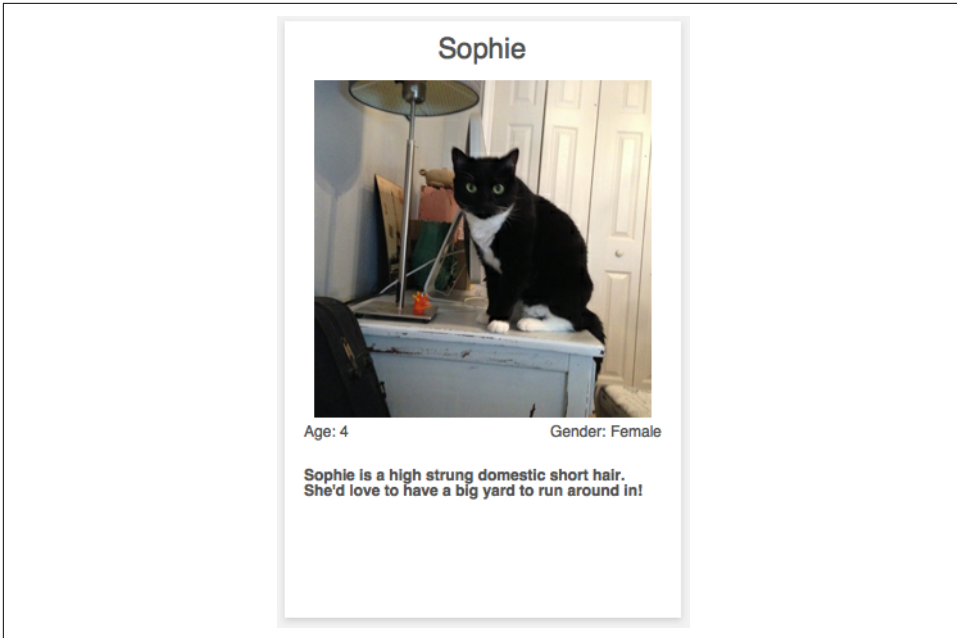 Sophie
Age: 4
Gender: Female
Sophie is a high strung domestic short hair.
She'd love to have a big yard to run around in!